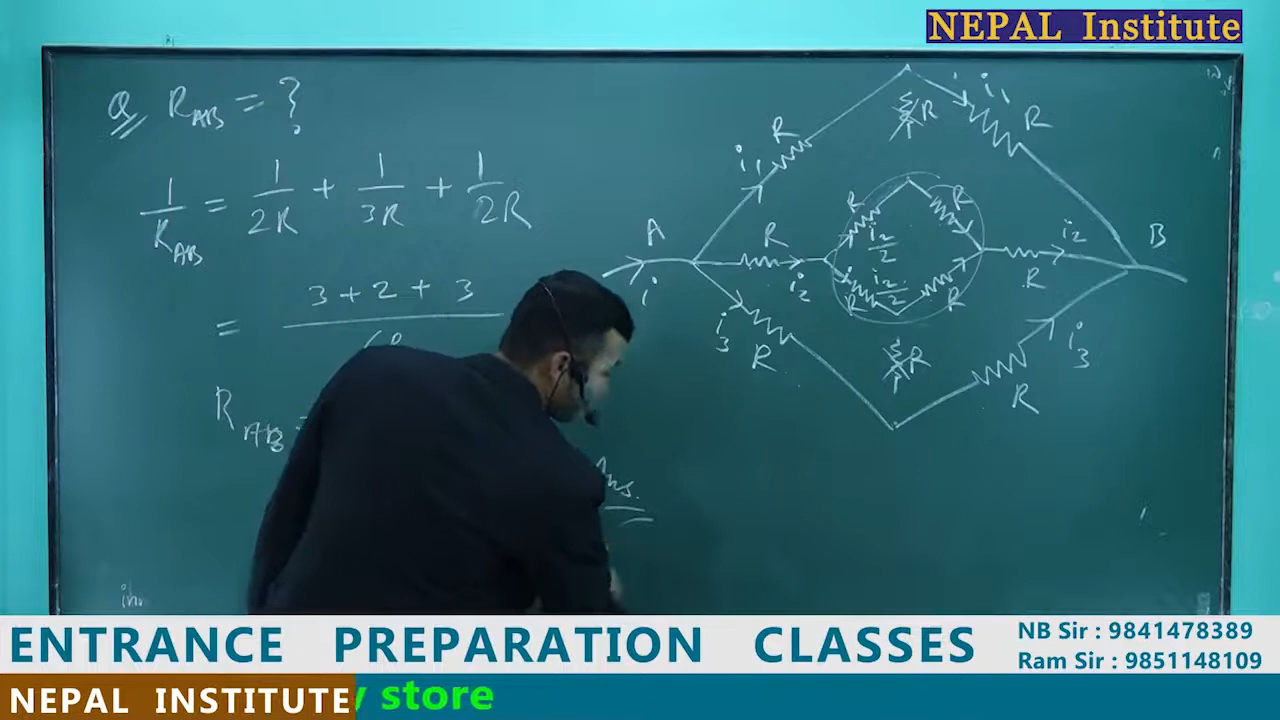 NEPAL Institute
Q R_AB = ?
1/R_AB = 1/2R + 1/3R + 1/2R
= 3 + 2 + 3
R_AB =
Ans.
A
B
i
i₁
R
i₁
R
R
R
i₂
R
R
i₂/2
i₂/2
R
R
i₂
R
i₃
R
R
i₃
R
ENTRANCE PREPARATION CLASSES
NB Sir : 9841478389
Ram Sir : 9851148109
NEPAL INSTITUTE
store